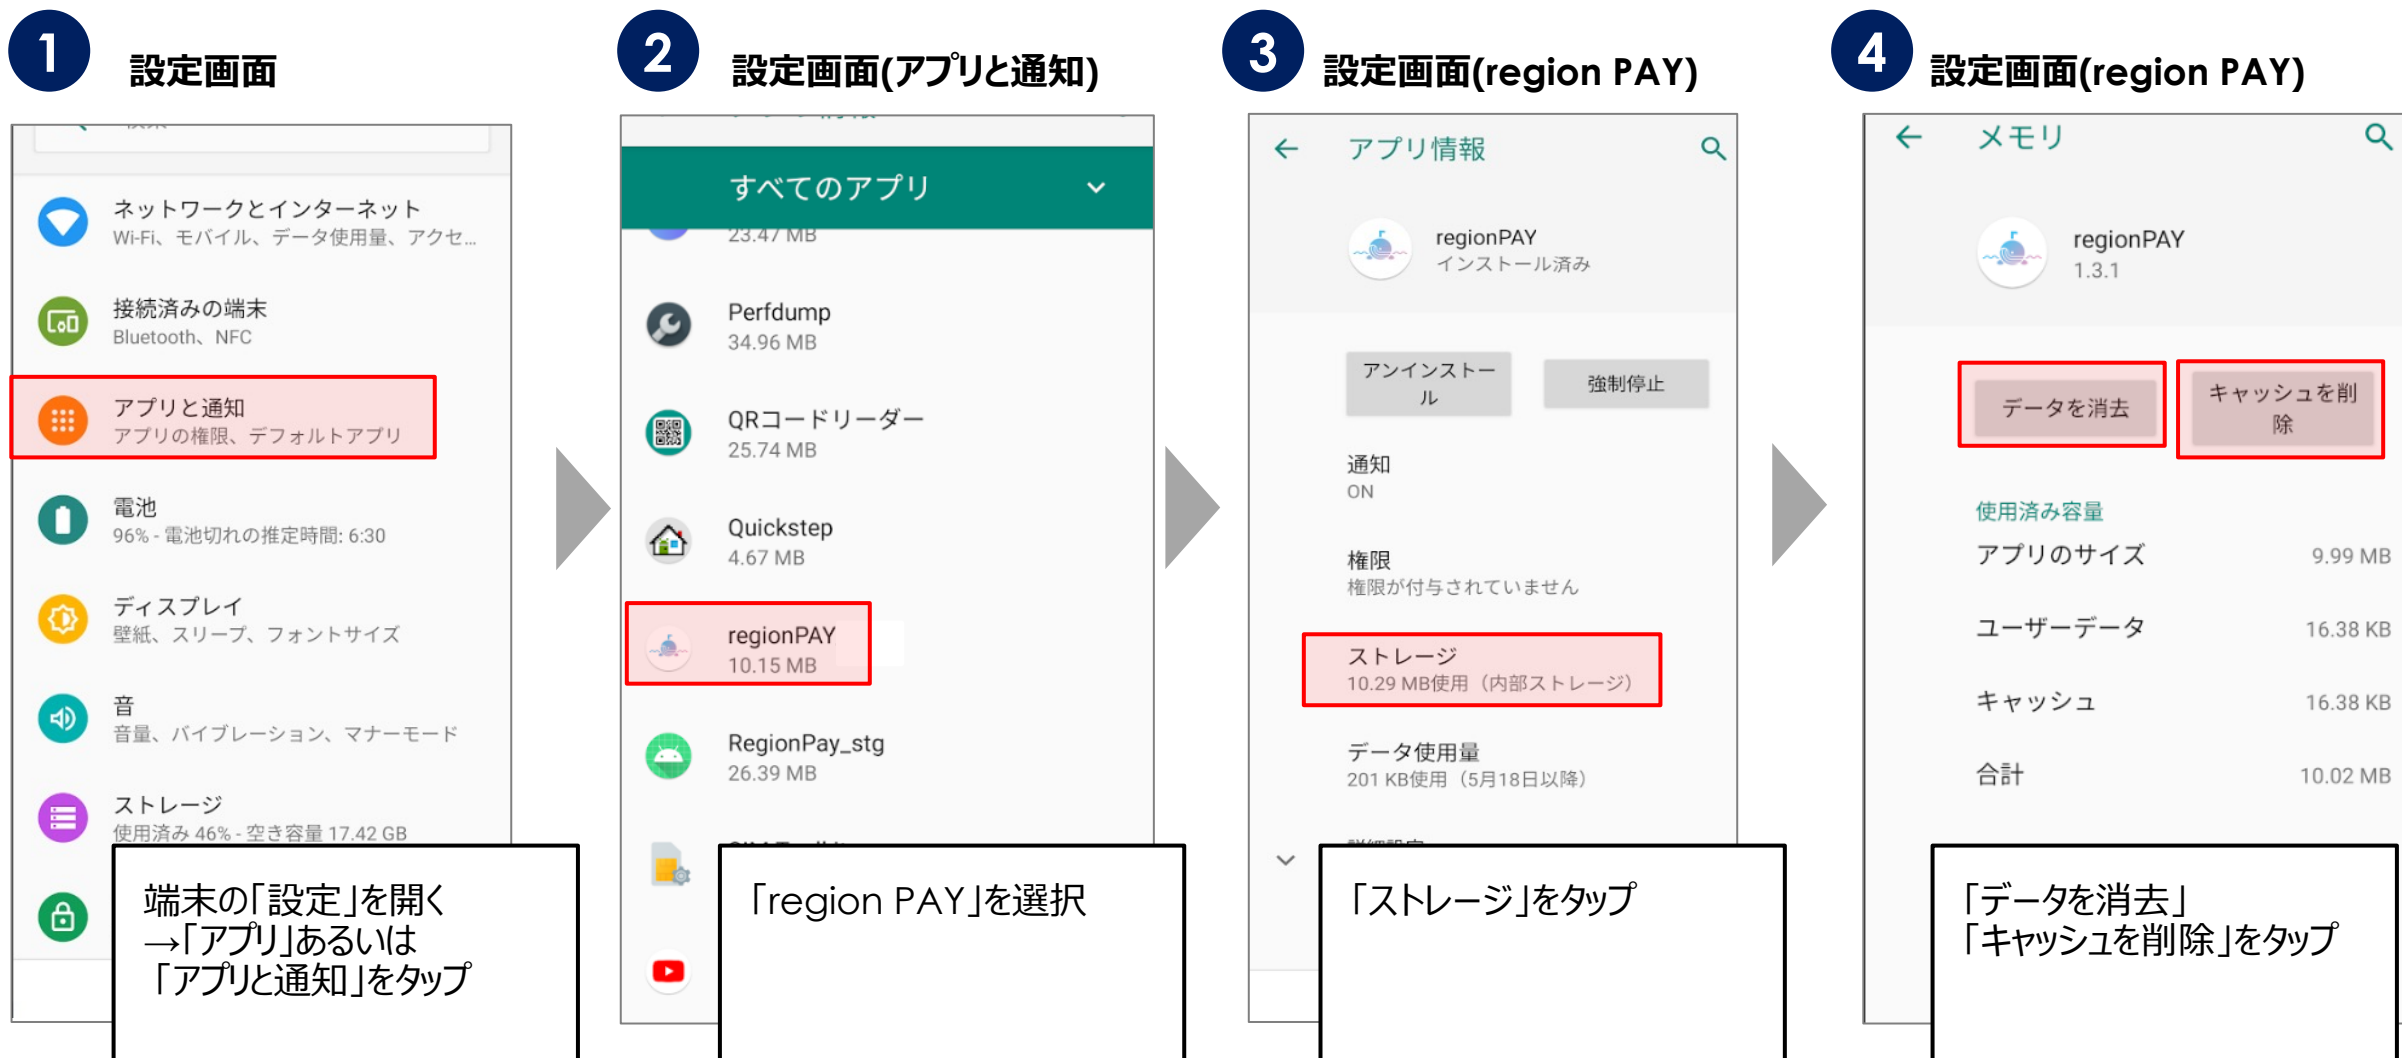 1
設定画面
ネットワークとインターネット
Wi-Fi、モバイル、データ使用量、アクセ...
接続済みの端末
Bluetooth、NFC
アプリと通知
アプリの権限、デフォルトアプリ
電池
96% - 電池切れの推定時間: 6:30
ディスプレイ
壁紙、スリープ、フォントサイズ
音
音量、バイブレーション、マナーモード
ストレージ
使用済み 46% - 空き容量 17.42 GB
端末の「設定」を開く
→「アプリ」あるいは
「アプリと通知」をタップ
2
設定画面(アプリと通知)
すべてのアプリ
23.47 MB
Perfdump
34.96 MB
QRコードリーダー
25.74 MB
Quickstep
4.67 MB
regionPAY
10.15 MB
RegionPay_stg
26.39 MB
「region PAY」を選択
3
設定画面(region PAY)
アプリ情報
regionPAY
インストール済み
アンインストー
ル
強制停止
通知
ON
権限
権限が付与されていません
ストレージ
10.29 MB使用（内部ストレージ）
データ使用量
201 KB使用（5月18日以降）
「ストレージ」をタップ
4
設定画面(region PAY)
メモリ
regionPAY
1.3.1
データを消去
キャッシュを削
除
使用済み容量
アプリのサイズ 9.99 MB
ユーザーデータ 16.38 KB
キャッシュ 16.38 KB
合計 10.02 MB
「データを消去」
「キャッシュを削除」をタップ